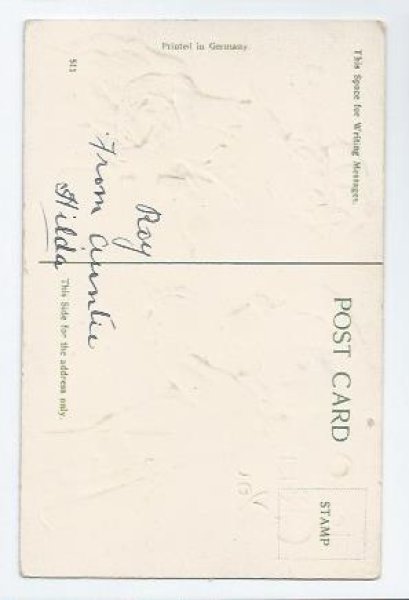 Printed in Germany.
This Space for Writing Messages.
POST CARD
STAMP
This Side for the address only.
511
Roy
From Auntie
Hilda